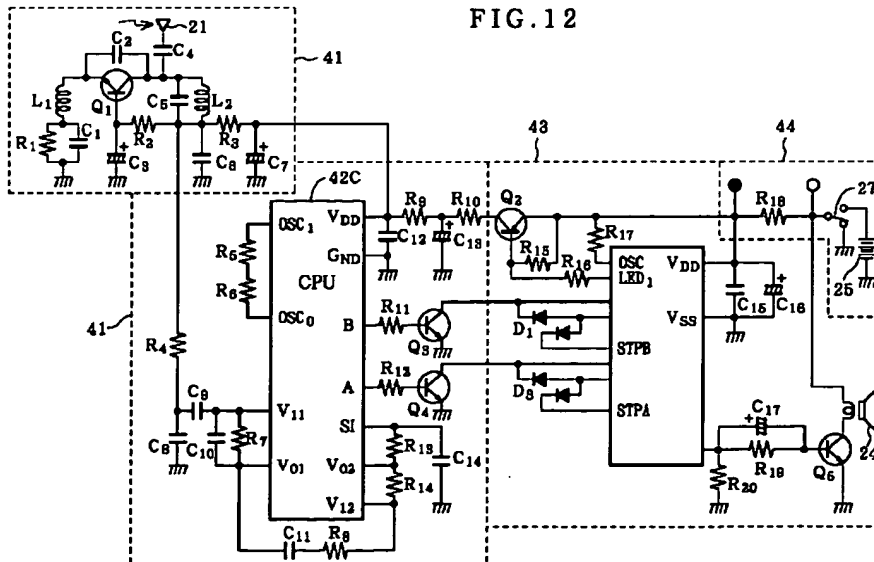 FIG.12
21
C2
C4
41
Q1
L1
C5
L2
R1
C1
C3
R2
R3
C6
C7
43
44
42C
R9
R10
Q2
R18
27
OSC1
VDD
C12
C13
R17
R15
R16
OSC
LED1
VDD
25
R5
GND
CPU
R6
C15
C16
41
OSC0
B
R11
Q3
D1
STPB
VSS
R4
A
R12
Q4
D3
STPA
C9
V11
SI
C17
C8
C10
R7
R13
C14
R19
24
V01
V02
R14
R20
Q5
V12
C11
R8